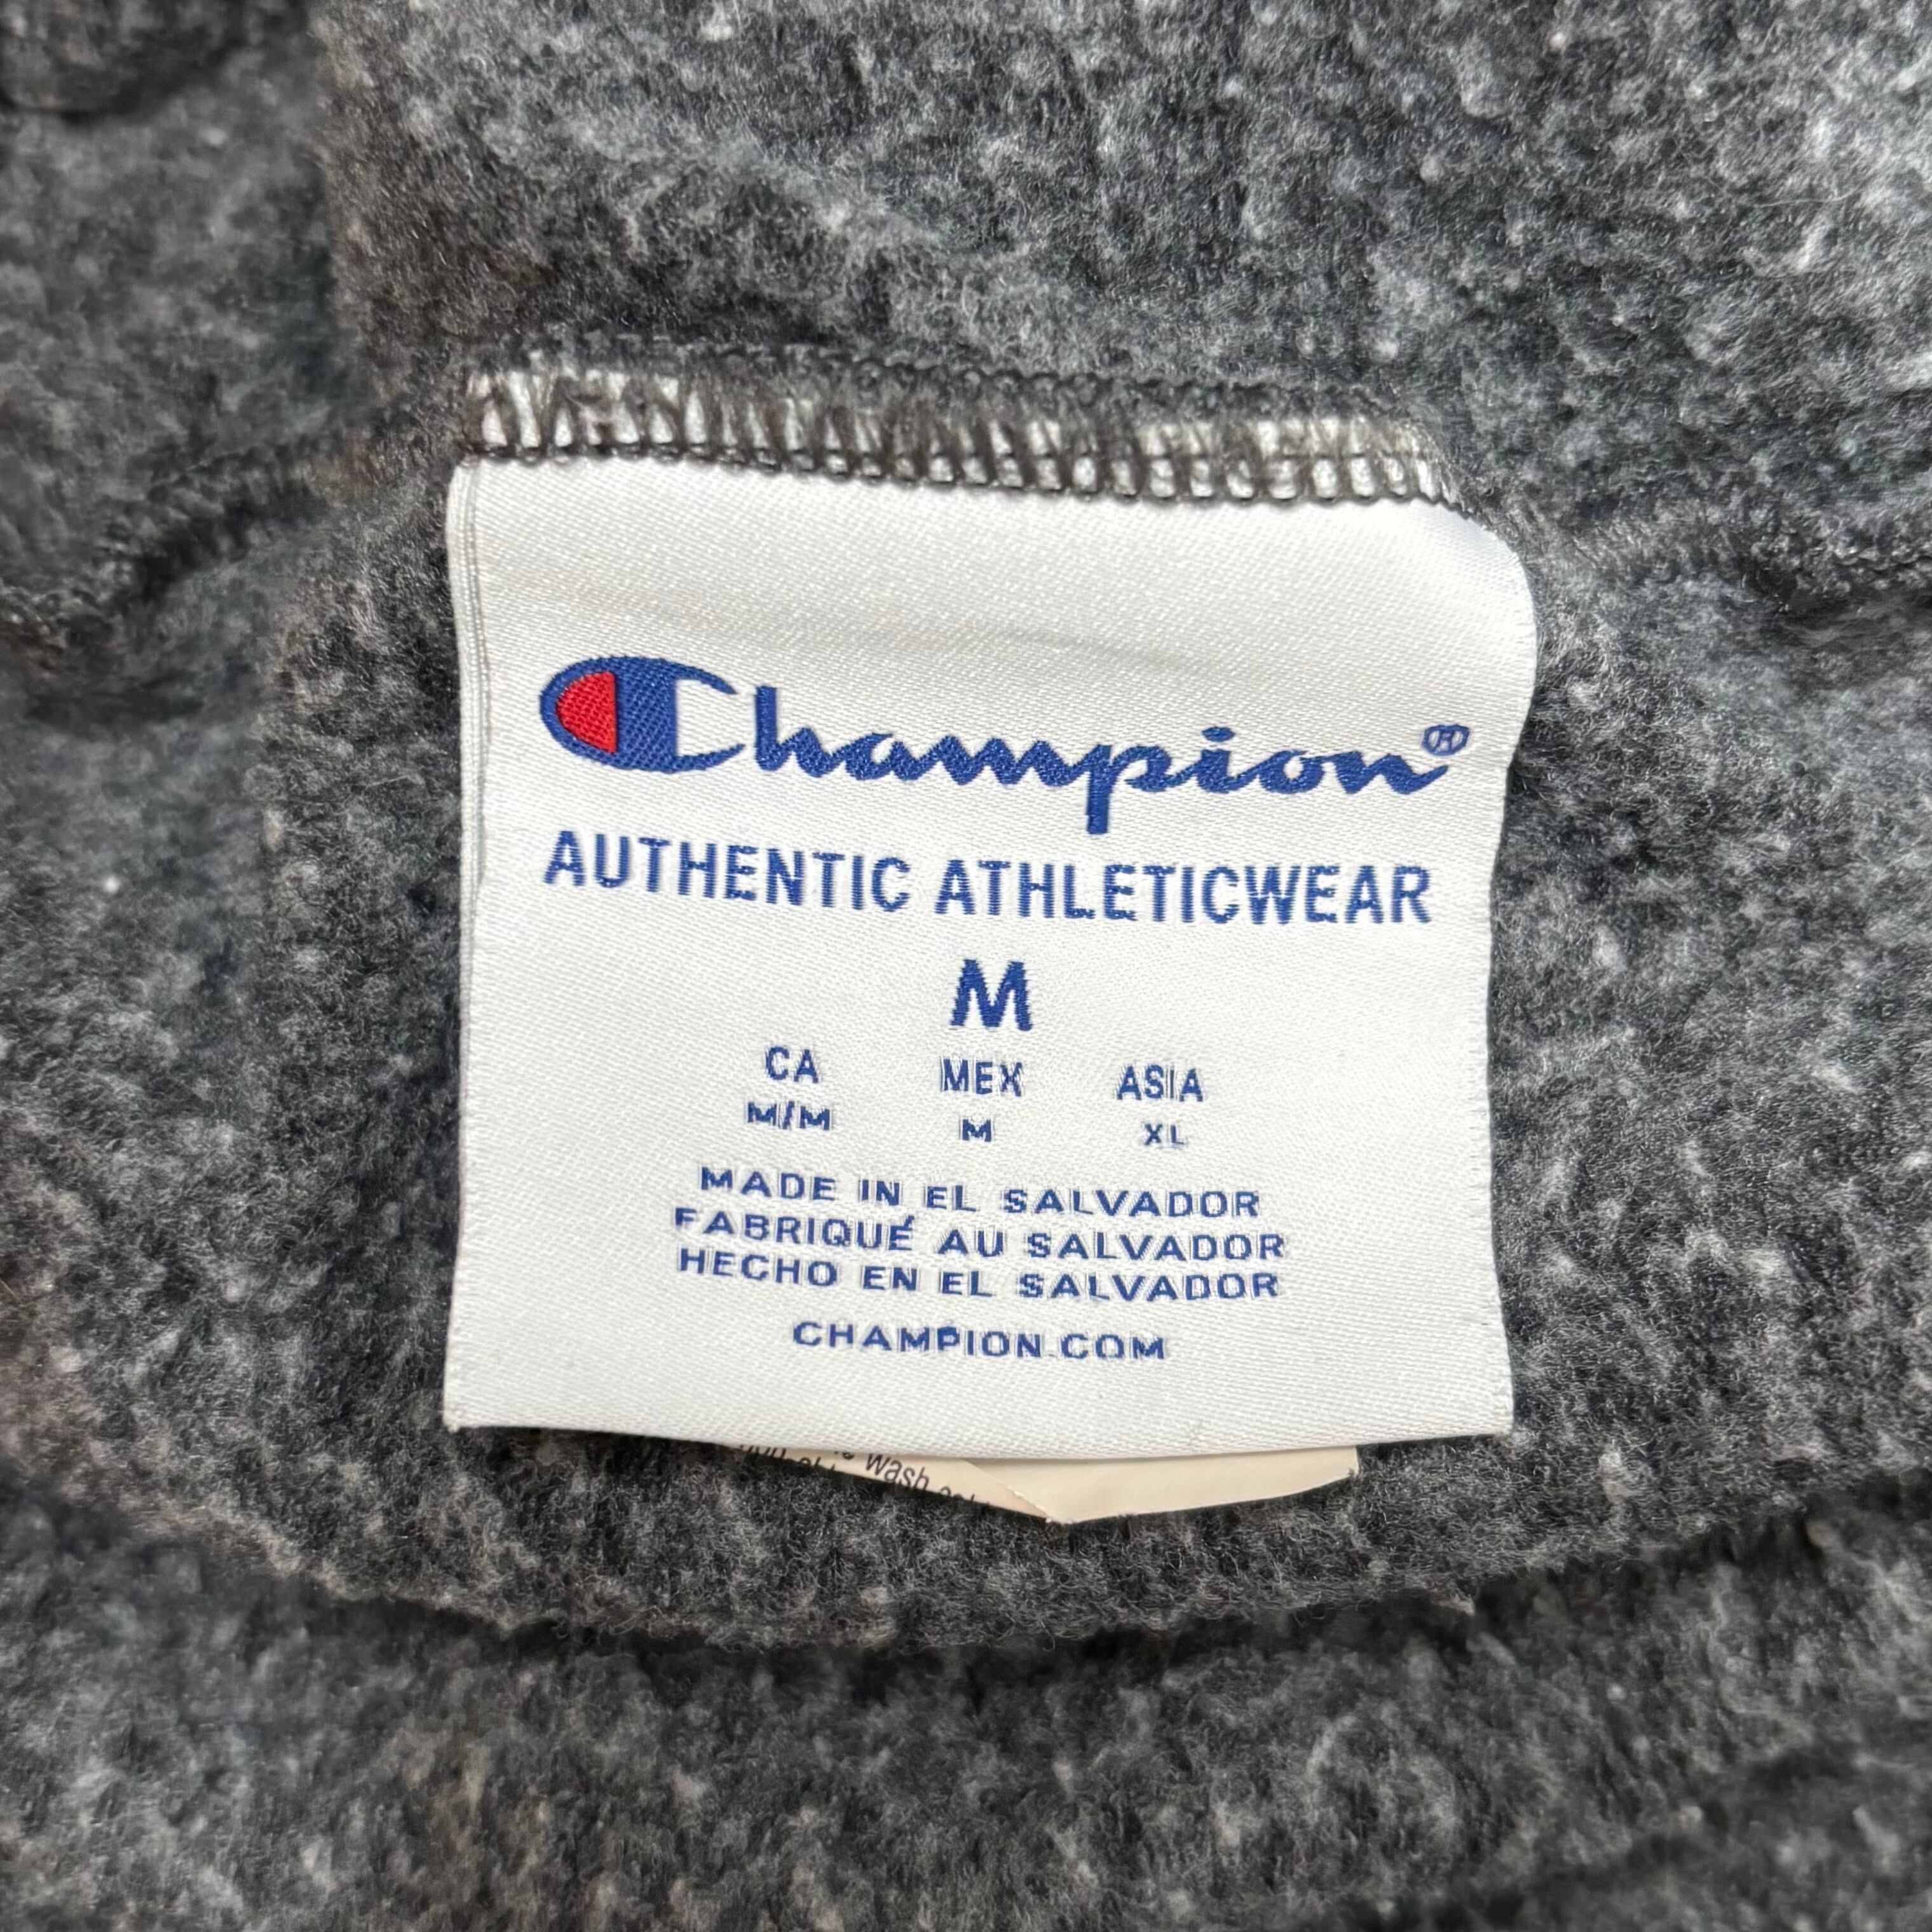 Champion®
AUTHENTIC ATHLETICWEAR
M
CA MEX ASIA
M/M M XL
MADE IN EL SALVADOR
FABRIQUÉ AU SALVADOR
HECHO EN EL SALVADOR
CHAMPION.COM
wash